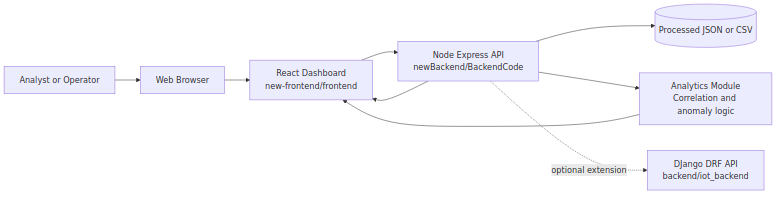 Analyst or Operator
Web Browser
React Dashboard
new-frontend/frontend
Node Express API
newBackend/BackendCode
Processed JSON or CSV
Analytics Module
Correlation and
anomaly logic
optional extension
Django DRF API
backend/iot_backend